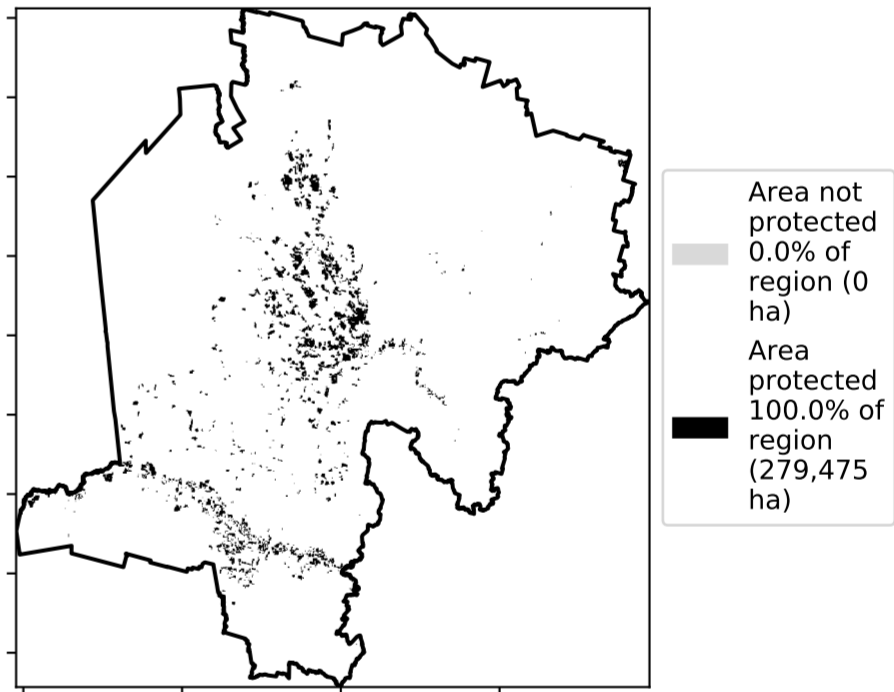 Area not
protected
0.0% of
region (0
ha)
Area
protected
100.0% of
region
(279,475
ha)